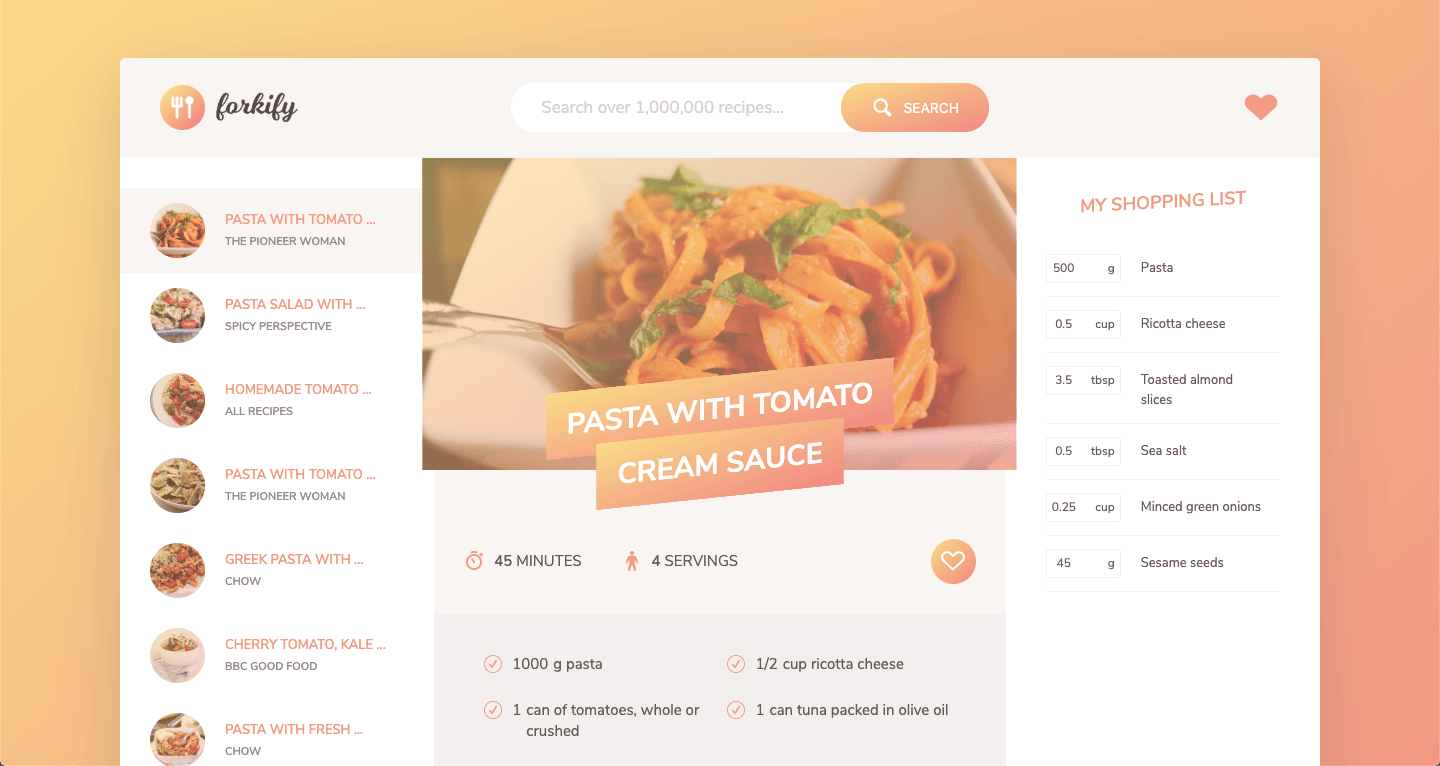 forkify
Search over 1,000,000 recipes...
SEARCH
PASTA WITH TOMATO ...
THE PIONEER WOMAN
PASTA SALAD WITH ...
SPICY PERSPECTIVE
HOMEMADE TOMATO ...
ALL RECIPES
PASTA WITH TOMATO ...
THE PIONEER WOMAN
GREEK PASTA WITH ...
CHOW
CHERRY TOMATO, KALE ...
BBC GOOD FOOD
PASTA WITH FRESH ...
CHOW
PASTA WITH TOMATO
CREAM SAUCE
45 MINUTES
4 SERVINGS
1000 g pasta
1/2 cup ricotta cheese
1 can of tomatoes, whole or
crushed
1 can tuna packed in olive oil
MY SHOPPING LIST
500 g Pasta
0.5 cup Ricotta cheese
3.5 tbsp Toasted almond
slices
0.5 tbsp Sea salt
0.25 cup Minced green onions
45 g Sesame seeds